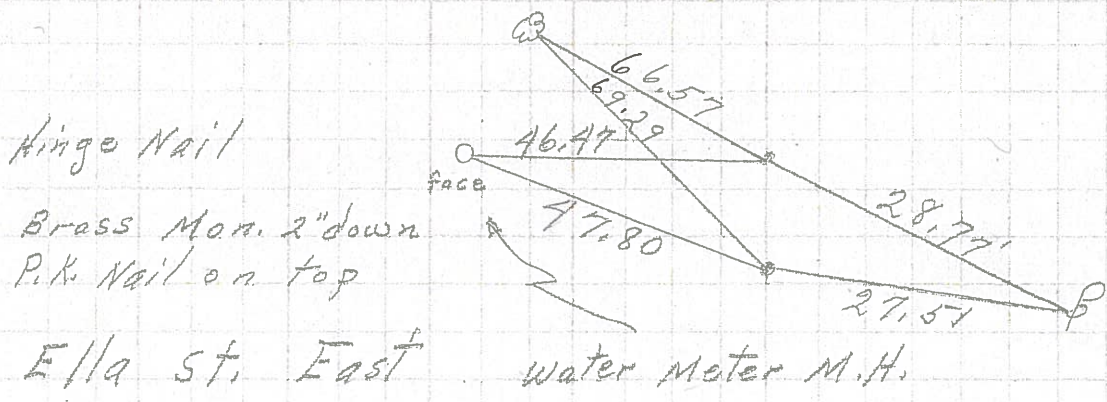 66.57
69.29
Hinge Nail
46.47
face
28.77'
Brass Mon. 2" down
47.80
P.K. Nail on top
27.51
Ella St. East
Water Meter M.H.